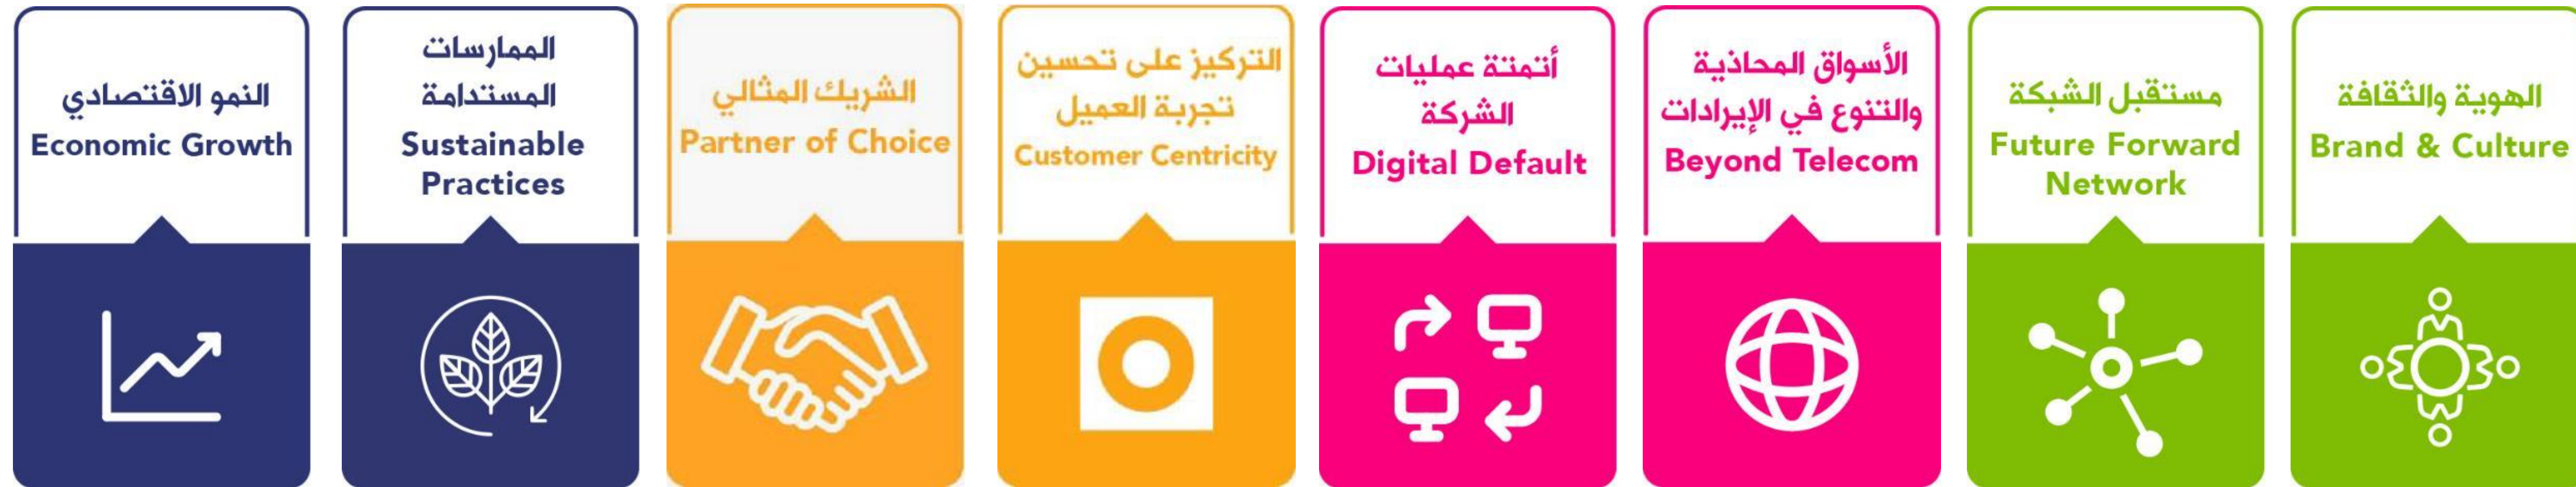 النمو الاقتصادي
Economic Growth
الممارسات
المستدامة
Sustainable
Practices
الشريك المثالي
Partner of Choice
التركيز على تحسين
تجربة العميل
Customer Centricity
أتمتة عمليات
الشركة
Digital Default
الأسواق المحاذية
والتنوع في الإيرادات
Beyond Telecom
مستقبل الشبكة
Future Forward
Network
الهوية والثقافة
Brand & Culture